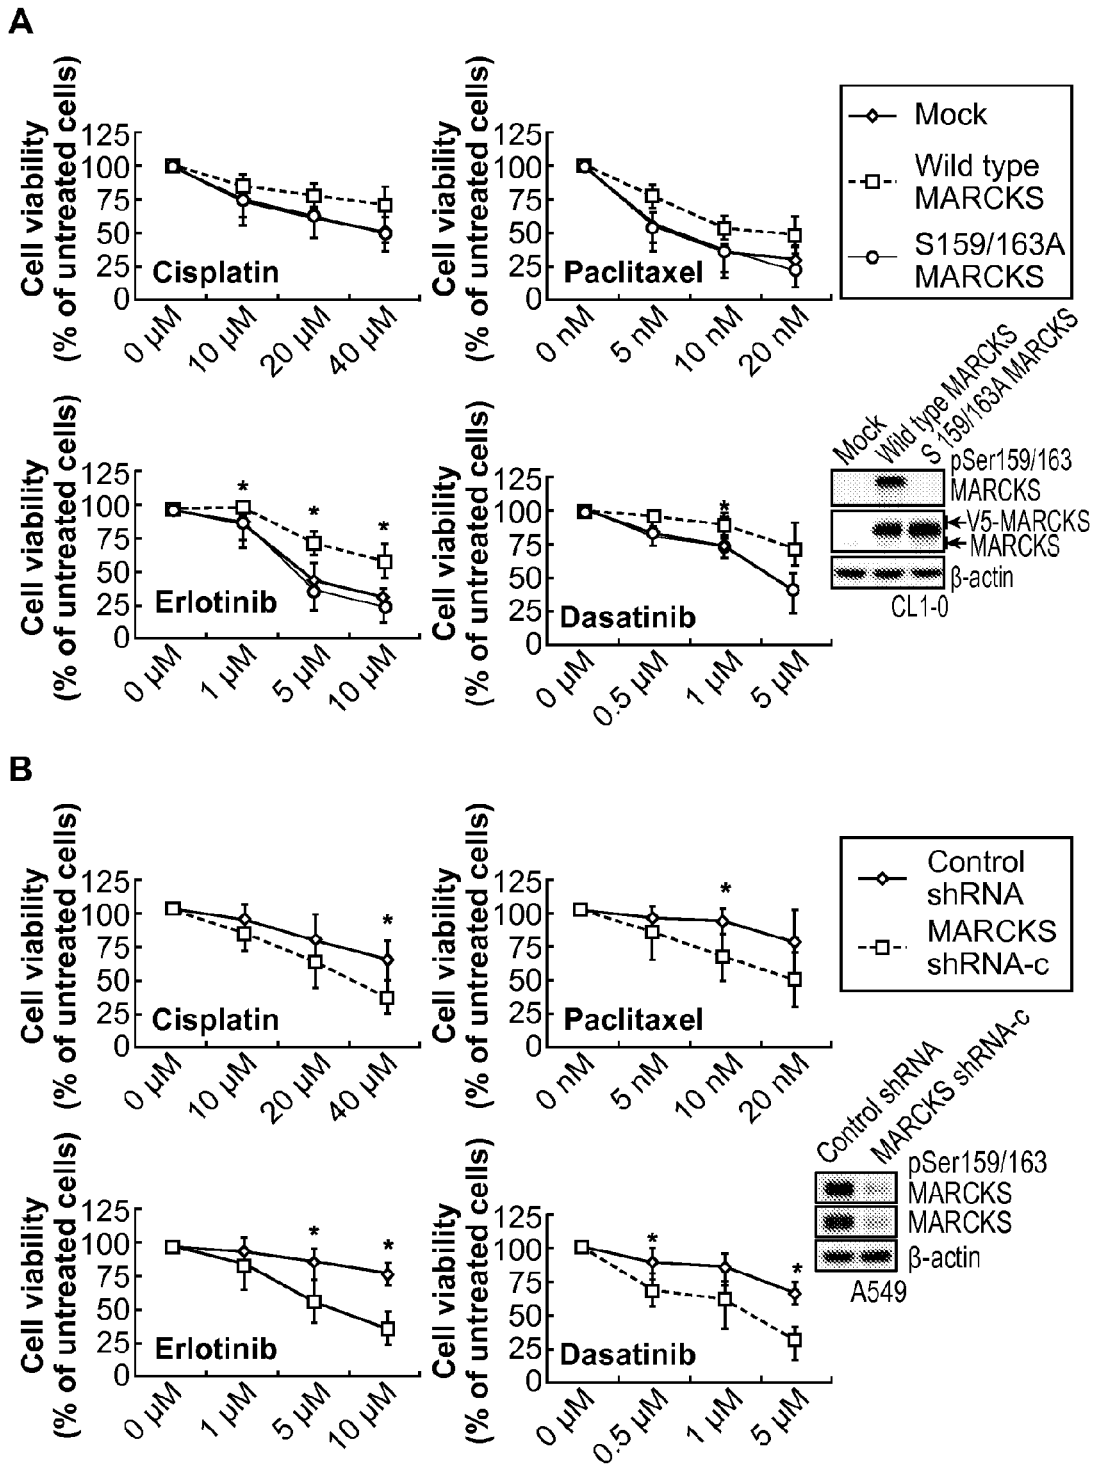 A
Cell viability
(% of untreated cells)
125
100
75
50
25
0
Cisplatin
0 μM
10 μM
20 μM
40 μM
Cell viability
(% of untreated cells)
125
100
75
50
25
0
Paclitaxel
0 nM
5 nM
10 nM
20 nM
Mock
Wild type
MARCKS
S159/163A
MARCKS
Cell viability
(% of untreated cells)
125
100
75
50
25
0
* * *
Erlotinib
0 μM
1 μM
5 μM
10 μM
Cell viability
(% of untreated cells)
125
100
75
50
25
0
*
Dasatinib
0 μM
0.5 μM
1 μM
5 μM
Mock
Wild type MARCKS
S 159/163A MARCKS
pSer159/163
MARCKS
V5-MARCKS
MARCKS
β-actin
CL1-0
B
Cell viability
(% of untreated cells)
125
100
75
50
25
0
*
Cisplatin
0 μM
10 μM
20 μM
40 μM
Cell viability
(% of untreated cells)
125
100
75
50
25
0
*
Paclitaxel
0 nM
5 nM
10 nM
20 nM
Control
shRNA
MARCKS
shRNA-c
Cell viability
(% of untreated cells)
125
100
75
50
25
0
* *
Erlotinib
0 μM
1 μM
5 μM
10 μM
Cell viability
(% of untreated cells)
125
100
75
50
25
0
* *
Dasatinib
0 μM
0.5 μM
1 μM
5 μM
Control shRNA
MARCKS shRNA-c
pSer159/163
MARCKS
MARCKS
β-actin
A549